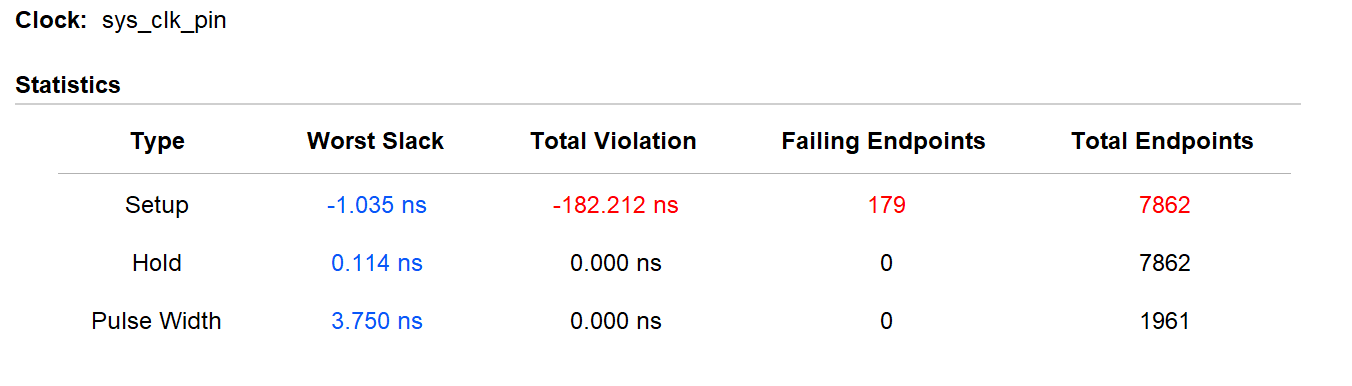 Clock: sys_clk_pin
Statistics
Type Worst Slack Total Violation Failing Endpoints Total Endpoints
Setup -1.035 ns -182.212 ns 179 7862
Hold 0.114 ns 0.000 ns 0 7862
Pulse Width 3.750 ns 0.000 ns 0 1961